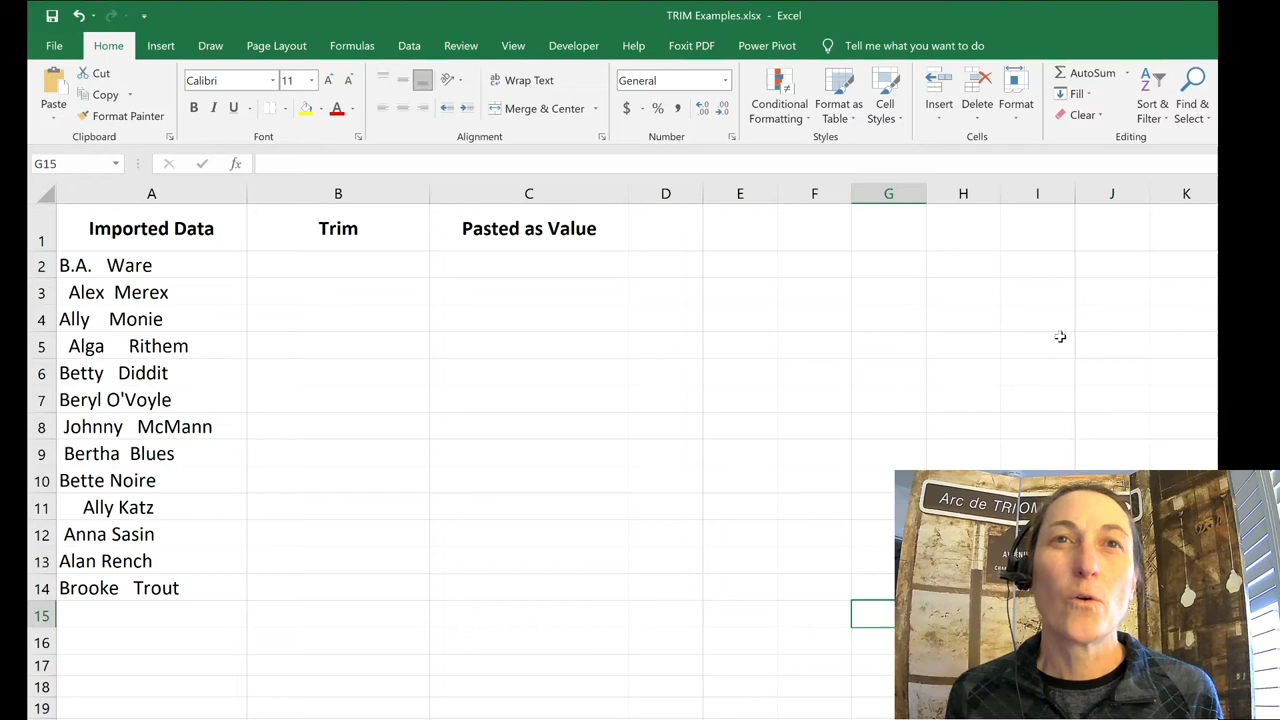 TRIM Examples.xlsx - Excel
File Home Insert Draw Page Layout Formulas Data Review View Developer Help Foxit PDF Power Pivot Tell me what you want to do
Paste
Cut
Copy
Format Painter
Calibri 11
B I U
Wrap Text
Merge & Center
General
$ % ,
Conditional Formatting
Format as Table
Cell Styles
Insert
Delete
Format
AutoSum
Fill
Clear
Sort & Filter
Find & Select
Clipboard Font Alignment Number Styles Cells Editing
G15 fx
A B C D E F G H I J K
1 Imported Data Trim Pasted as Value
2 B.A.   Ware
3   Alex  Merex
4 Ally    Monie
5   Alga     Rithem
6 Betty   Diddit
7 Beryl O'Voyle
8  Johnny   McMann
9  Bertha  Blues
10 Bette Noire
11      Ally Katz
12  Anna Sasin
13 Alan Rench
14 Brooke   Trout
15
16
17
18
19
Arc de TRIOM